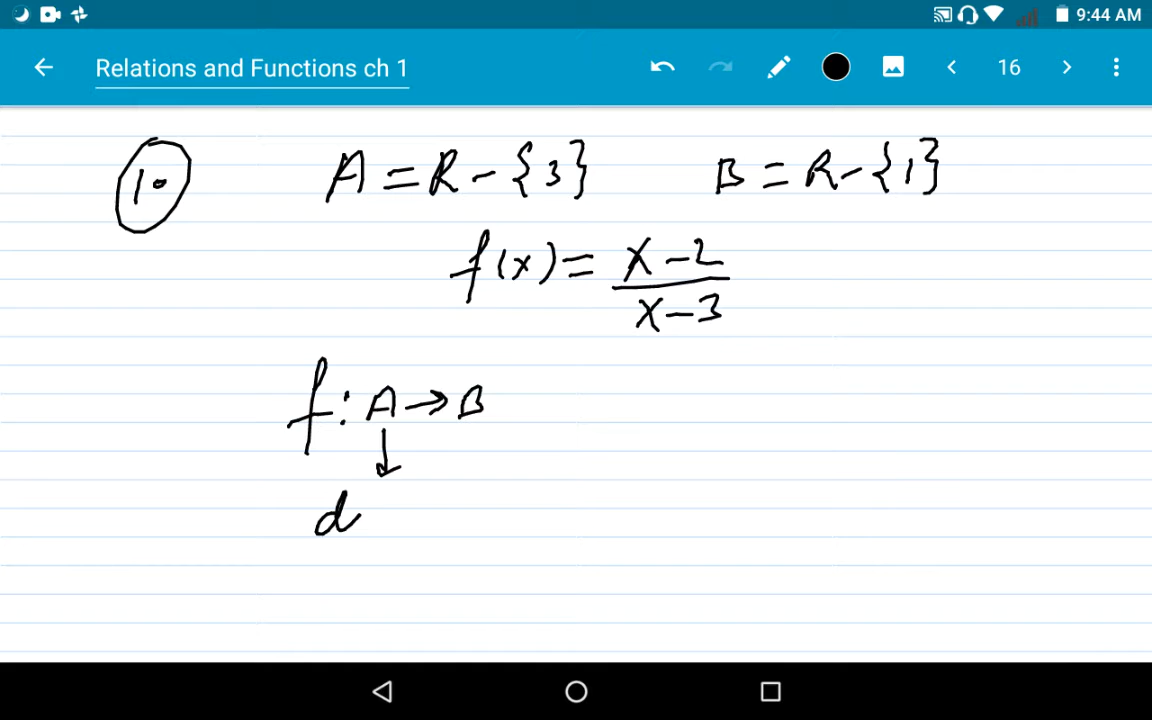 9:44 AM
Relations and Functions ch 1
16
10 A = R - {3} B = R - {1}
f(x) = x - 2 / x - 3
f : A → B
↓
d